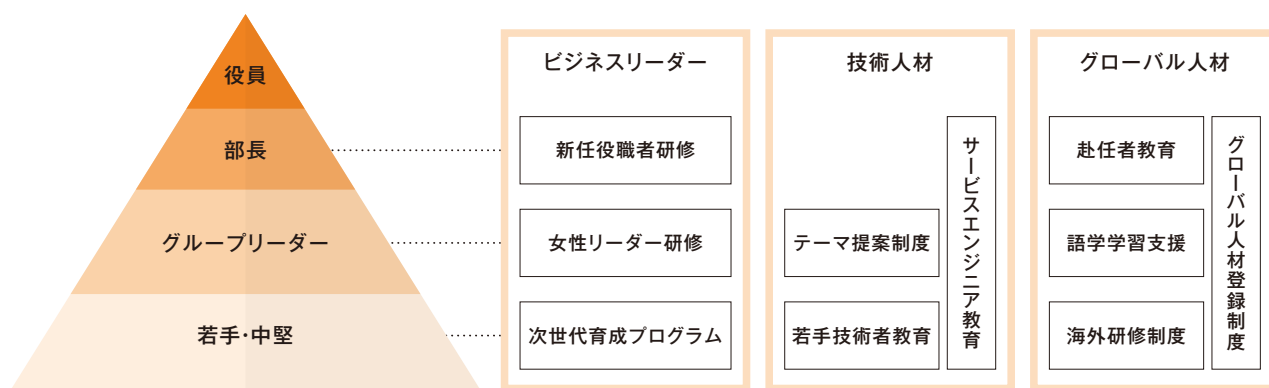 役員
部長
グループリーダー
若手・中堅
ビジネスリーダー
新任役職者研修
女性リーダー研修
次世代育成プログラム
技術人材
テーマ提案制度
若手技術者教育
サービスエンジニア教育
グローバル人材
赴任者教育
語学学習支援
海外研修制度
グローバル人材登録制度